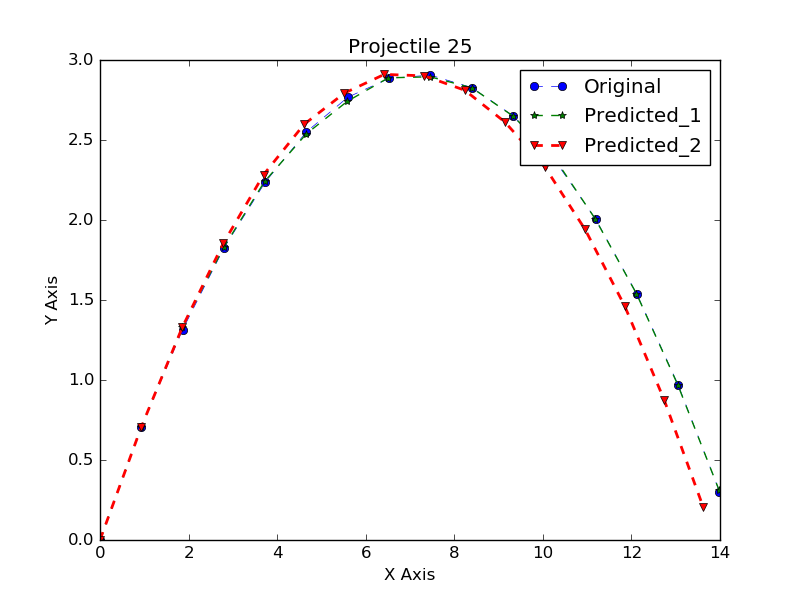 Projectile 25
3.0
2.5
2.0
1.5
1.0
0.5
0.0
Y Axis
Original
Predicted_1
Predicted_2
0 2 4 6 8 10 12 14
X Axis